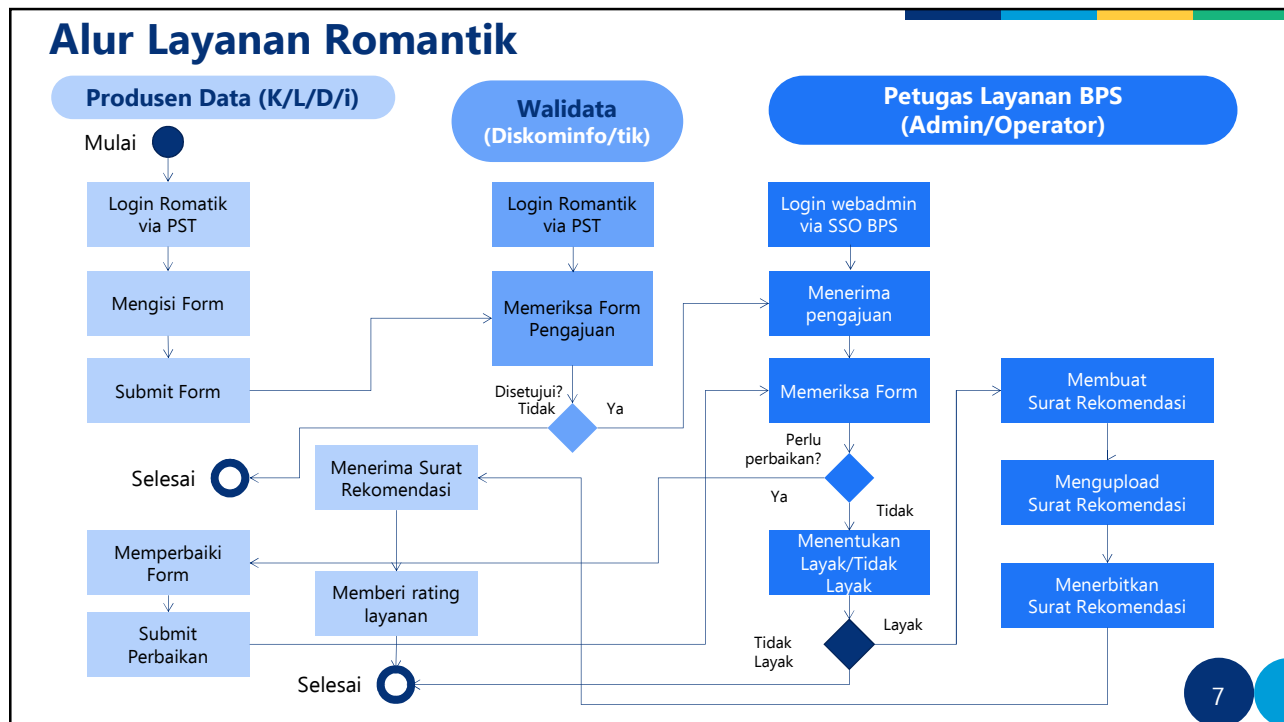 Alur Layanan Romantik
Produsen Data (K/L/D/i)
Walidata
(Diskominfo/tik)
Petugas Layanan BPS
(Admin/Operator)
Mulai
Login Romatik
via PST
Login Romantik
via PST
Login webadmin
via SSO BPS
Mengisi Form
Memeriksa Form
Pengajuan
Menerima
pengajuan
Submit Form
Disetujui?
Tidak
Ya
Memeriksa Form
Membuat
Surat Rekomendasi
Selesai
Menerima Surat
Rekomendasi
Perlu
perbaikan?
Ya
Tidak
Mengupload
Surat Rekomendasi
Memperbaiki
Form
Memberi rating
layanan
Menentukan
Layak/Tidak
Layak
Menerbitkan
Surat Rekomendasi
Submit
Perbaikan
Tidak
Layak
Layak
Selesai
7